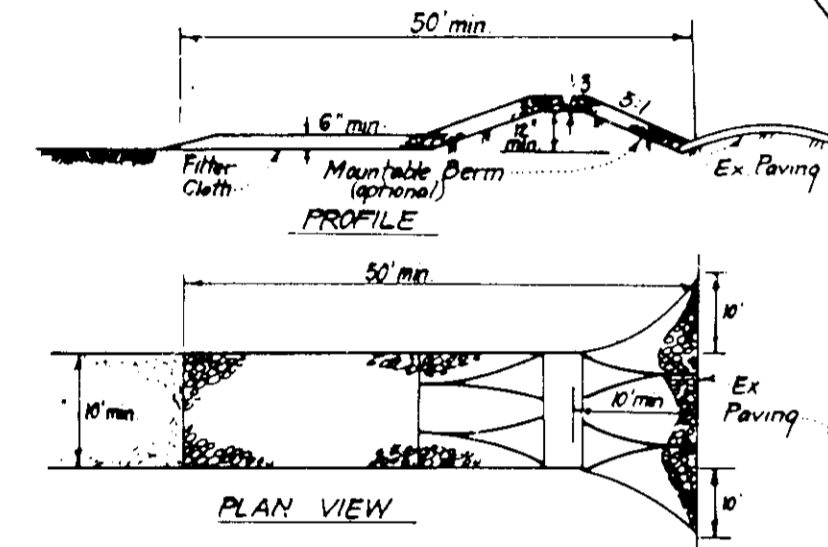 50' min.
3
5:1
6" min
12"
min
Filter
Cloth
Mountable Berm
(optional)
Ex. Paving
PROFILE
50' min
10'
10' min
10' min
Ex
Paving
10'
PLAN VIEW